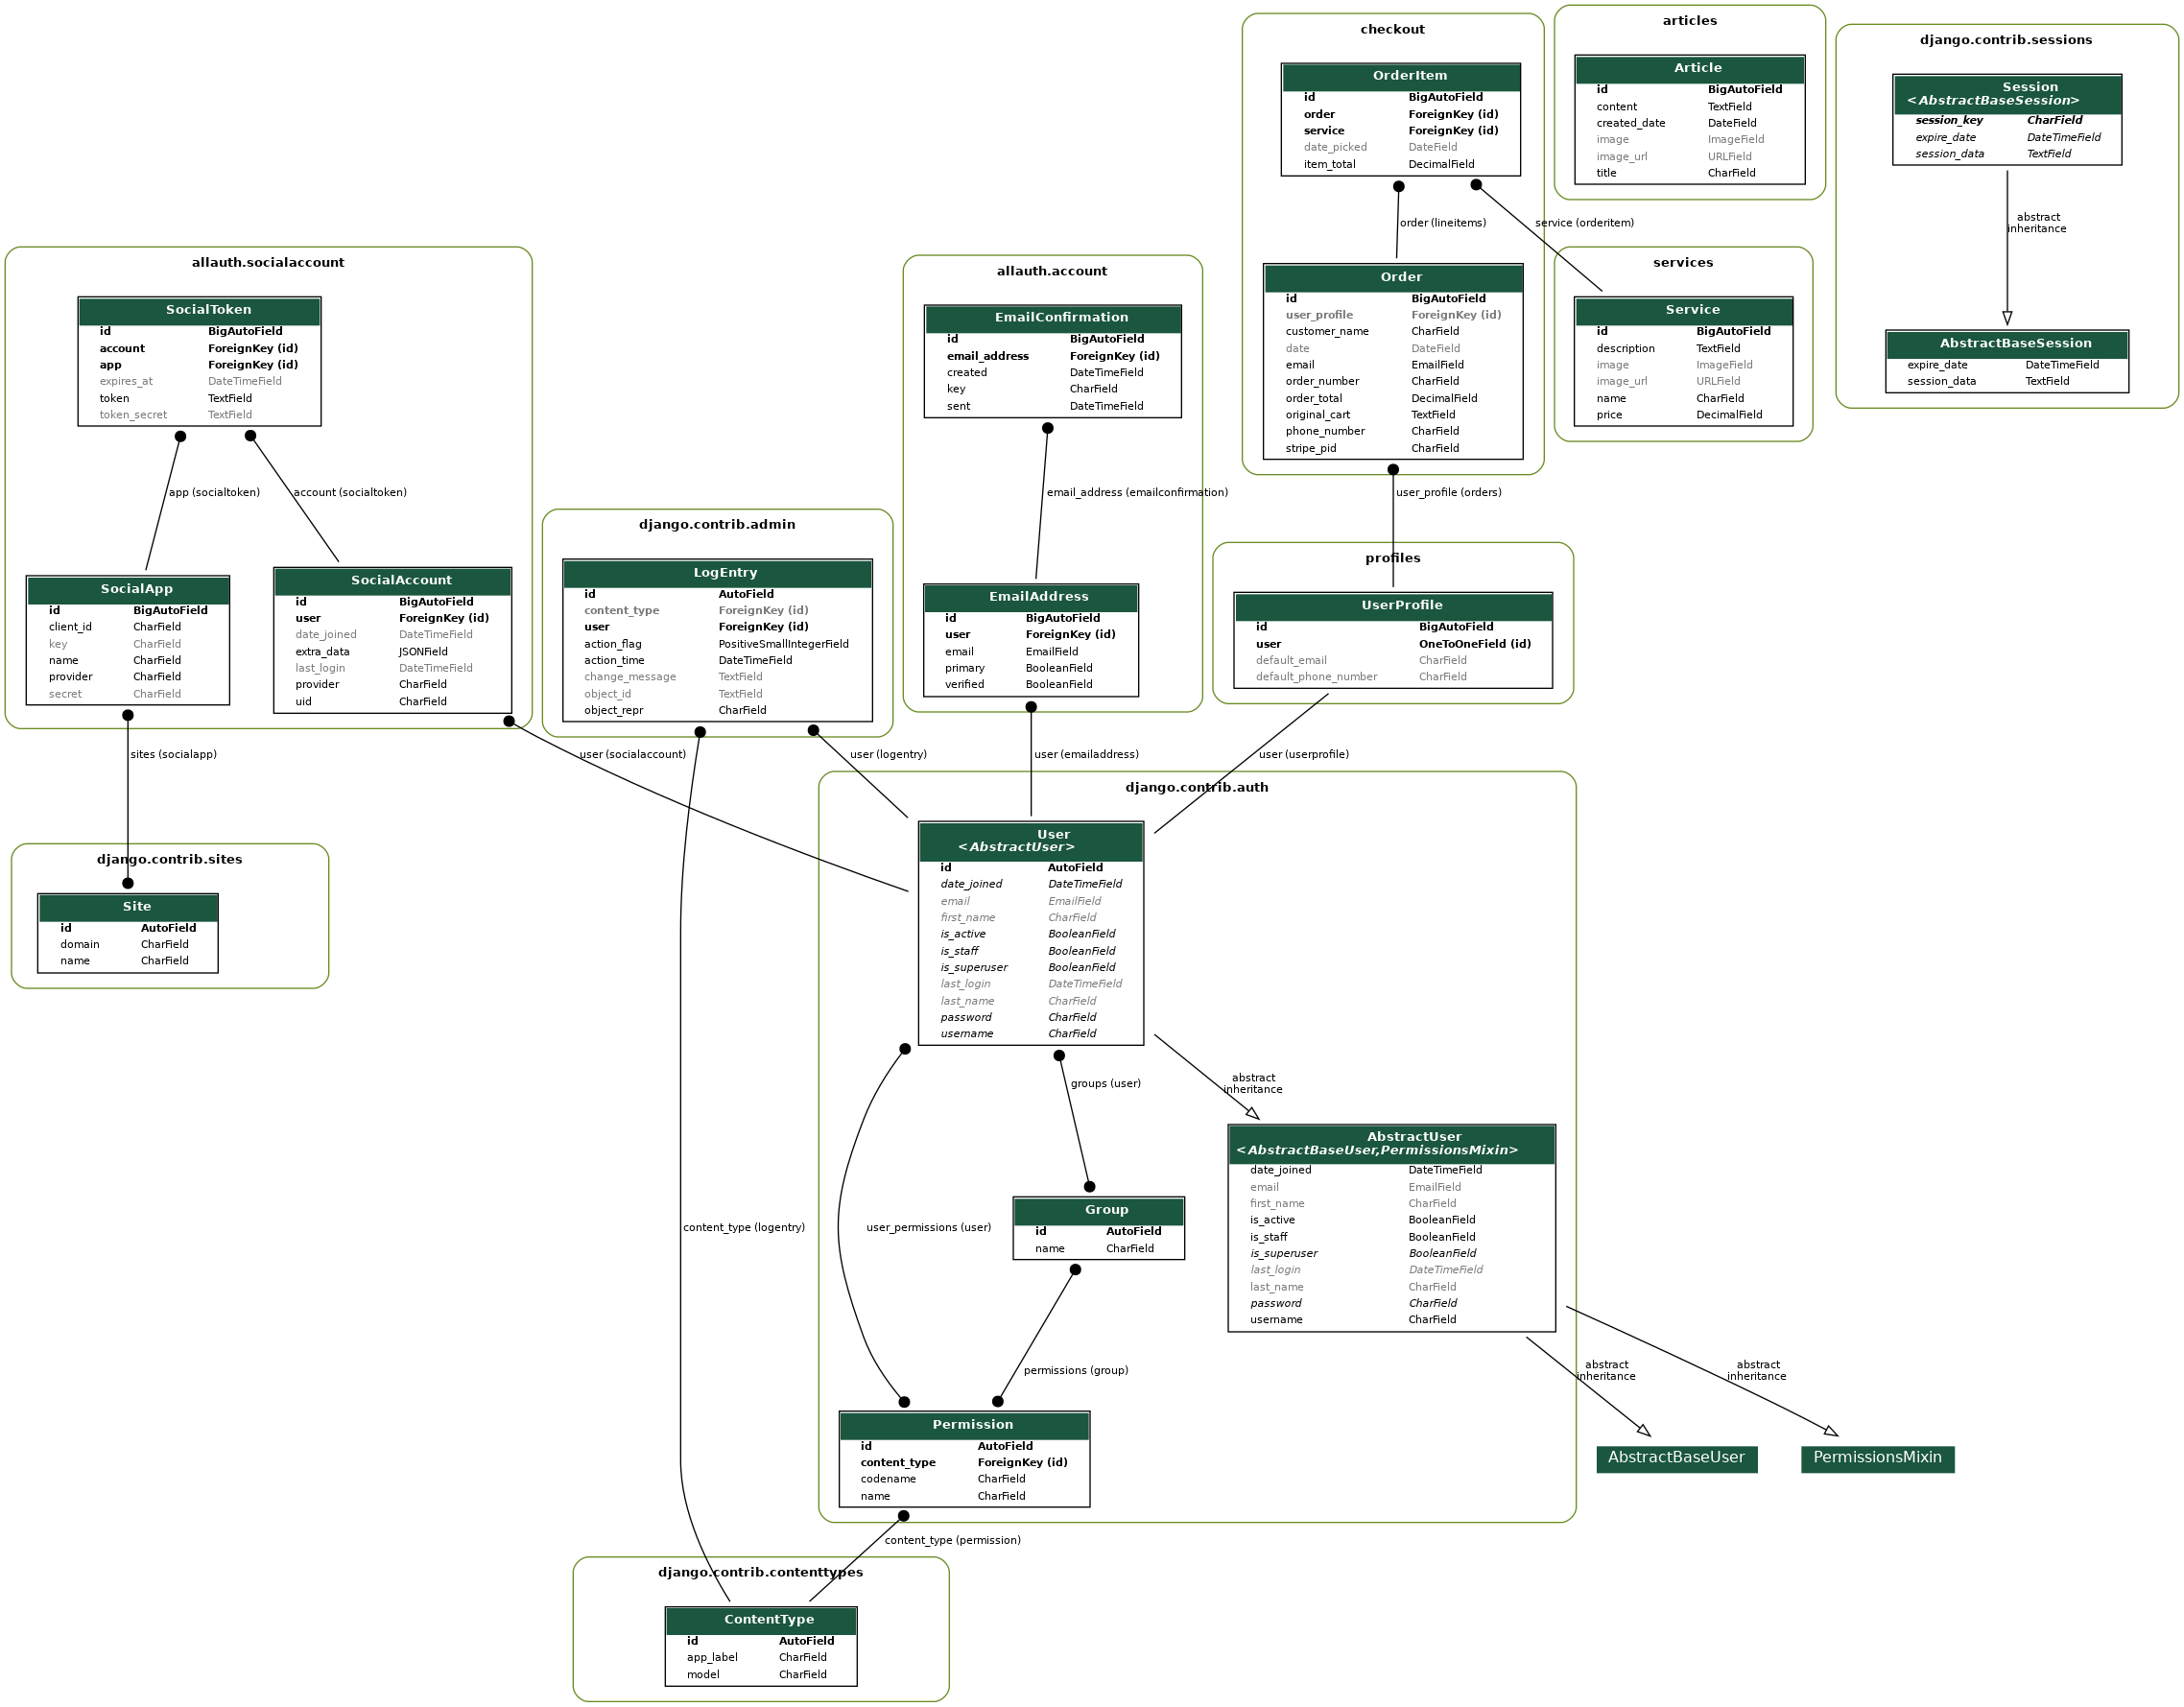 checkout
OrderItem
id BigAutoField
order ForeignKey (id)
service ForeignKey (id)
date_picked DateField
item_total DecimalField
order (lineitems)
service (orderitem)
Order
id BigAutoField
user_profile ForeignKey (id)
customer_name CharField
date DateField
email EmailField
order_number CharField
order_total DecimalField
original_cart TextField
phone_number CharField
stripe_pid CharField
user_profile (orders)
articles
Article
id BigAutoField
content TextField
created_date DateField
image ImageField
image_url URLField
title CharField
services
Service
id BigAutoField
description TextField
image ImageField
image_url URLField
name CharField
price DecimalField
django.contrib.sessions
Session
<AbstractBaseSession>
session_key CharField
expire_date DateTimeField
session_data TextField
abstract
inheritance
AbstractBaseSession
expire_date DateTimeField
session_data TextField
allauth.socialaccount
SocialToken
id BigAutoField
account ForeignKey (id)
app ForeignKey (id)
expires_at DateTimeField
token TextField
token_secret TextField
app (socialtoken)
account (socialtoken)
SocialApp
id BigAutoField
client_id CharField
key CharField
name CharField
provider CharField
secret CharField
SocialAccount
id BigAutoField
user ForeignKey (id)
date_joined DateTimeField
extra_data JSONField
last_login DateTimeField
provider CharField
uid CharField
sites (socialapp)
user (socialaccount)
django.contrib.admin
LogEntry
id AutoField
content_type ForeignKey (id)
user ForeignKey (id)
action_flag PositiveSmallIntegerField
action_time DateTimeField
change_message TextField
object_id TextField
object_repr CharField
user (logentry)
allauth.account
EmailConfirmation
id BigAutoField
email_address ForeignKey (id)
created DateTimeField
key CharField
sent DateTimeField
email_address (emailconfirmation)
EmailAddress
id BigAutoField
user ForeignKey (id)
email EmailField
primary BooleanField
verified BooleanField
user (emailaddress)
profiles
UserProfile
id BigAutoField
user OneToOneField (id)
default_email CharField
default_phone_number CharField
user (userprofile)
django.contrib.sites
Site
id AutoField
domain CharField
name CharField
django.contrib.auth
User
<AbstractUser>
id AutoField
date_joined DateTimeField
email EmailField
first_name CharField
is_active BooleanField
is_staff BooleanField
is_superuser BooleanField
last_login DateTimeField
last_name CharField
password CharField
username CharField
groups (user)
abstract
inheritance
AbstractUser
<AbstractBaseUser,PermissionsMixin>
date_joined DateTimeField
email EmailField
first_name CharField
is_active BooleanField
is_staff BooleanField
is_superuser BooleanField
last_login DateTimeField
last_name CharField
password CharField
username CharField
content_type (logentry)
user_permissions (user)
Group
id AutoField
name CharField
permissions (group)
abstract
inheritance
abstract
inheritance
Permission
id AutoField
content_type ForeignKey (id)
codename CharField
name CharField
AbstractBaseUser
PermissionsMixin
content_type (permission)
django.contrib.contenttypes
ContentType
id AutoField
app_label CharField
model CharField